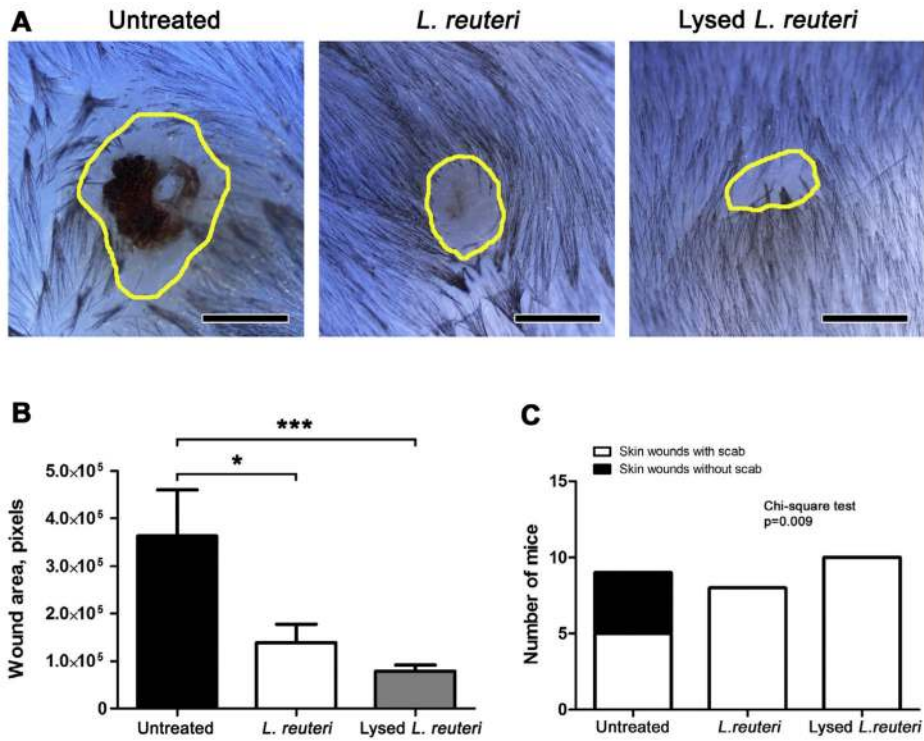 A
Untreated
L. reuteri
Lysed L. reuteri
B
***
*
5.0×10⁵
4.0×10⁵
3.0×10⁵
2.0×10⁵
1.0×10⁵
0
Wound area, pixels
Untreated
L. reuteri
Lysed L. reuteri
C
Skin wounds with scab
Skin wounds without scab
Chi-square test
p=0.009
15
10
5
0
Number of mice
Untreated
L.reuteri
Lysed L.reuteri